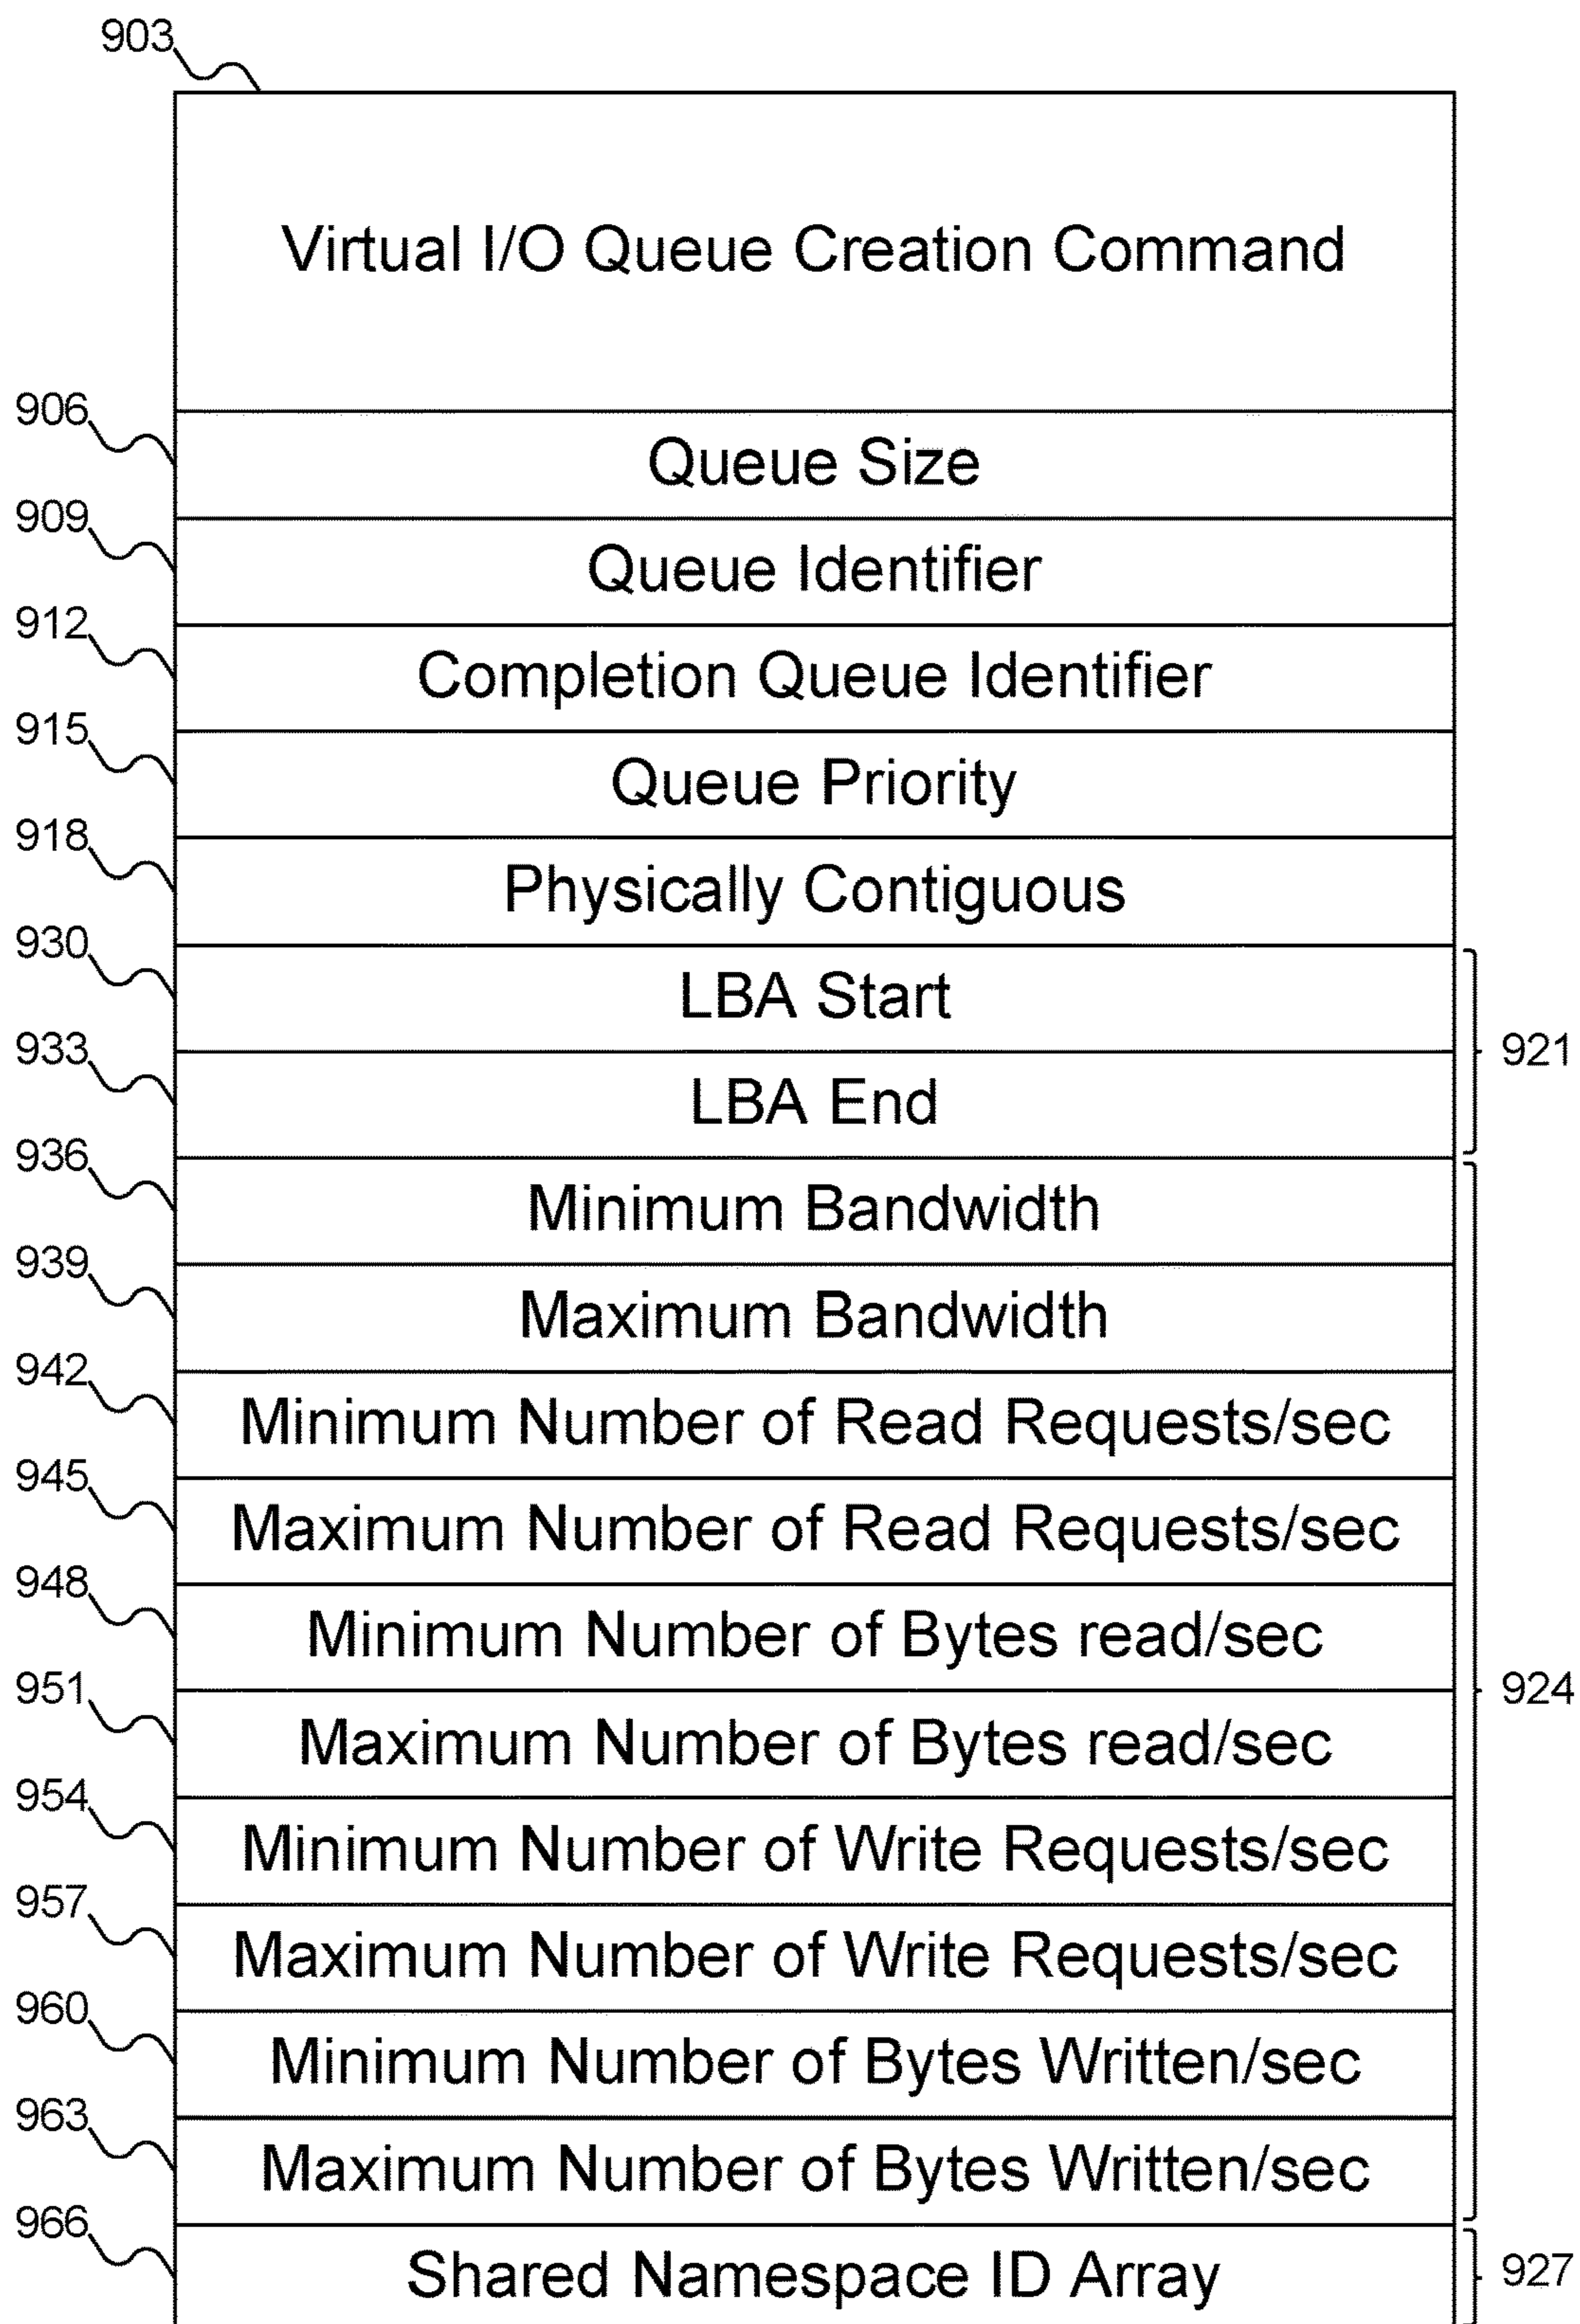 903
Virtual I/O Queue Creation Command
906
Queue Size
909
Queue Identifier
912
Completion Queue Identifier
915
Queue Priority
918
Physically Contiguous
930
LBA Start
921
933
LBA End
936
Minimum Bandwidth
939
Maximum Bandwidth
942
Minimum Number of Read Requests/sec
945
Maximum Number of Read Requests/sec
948
Minimum Number of Bytes read/sec
924
951
Maximum Number of Bytes read/sec
954
Minimum Number of Write Requests/sec
957
Maximum Number of Write Requests/sec
960
Minimum Number of Bytes Written/sec
963
Maximum Number of Bytes Written/sec
966
Shared Namespace ID Array
927